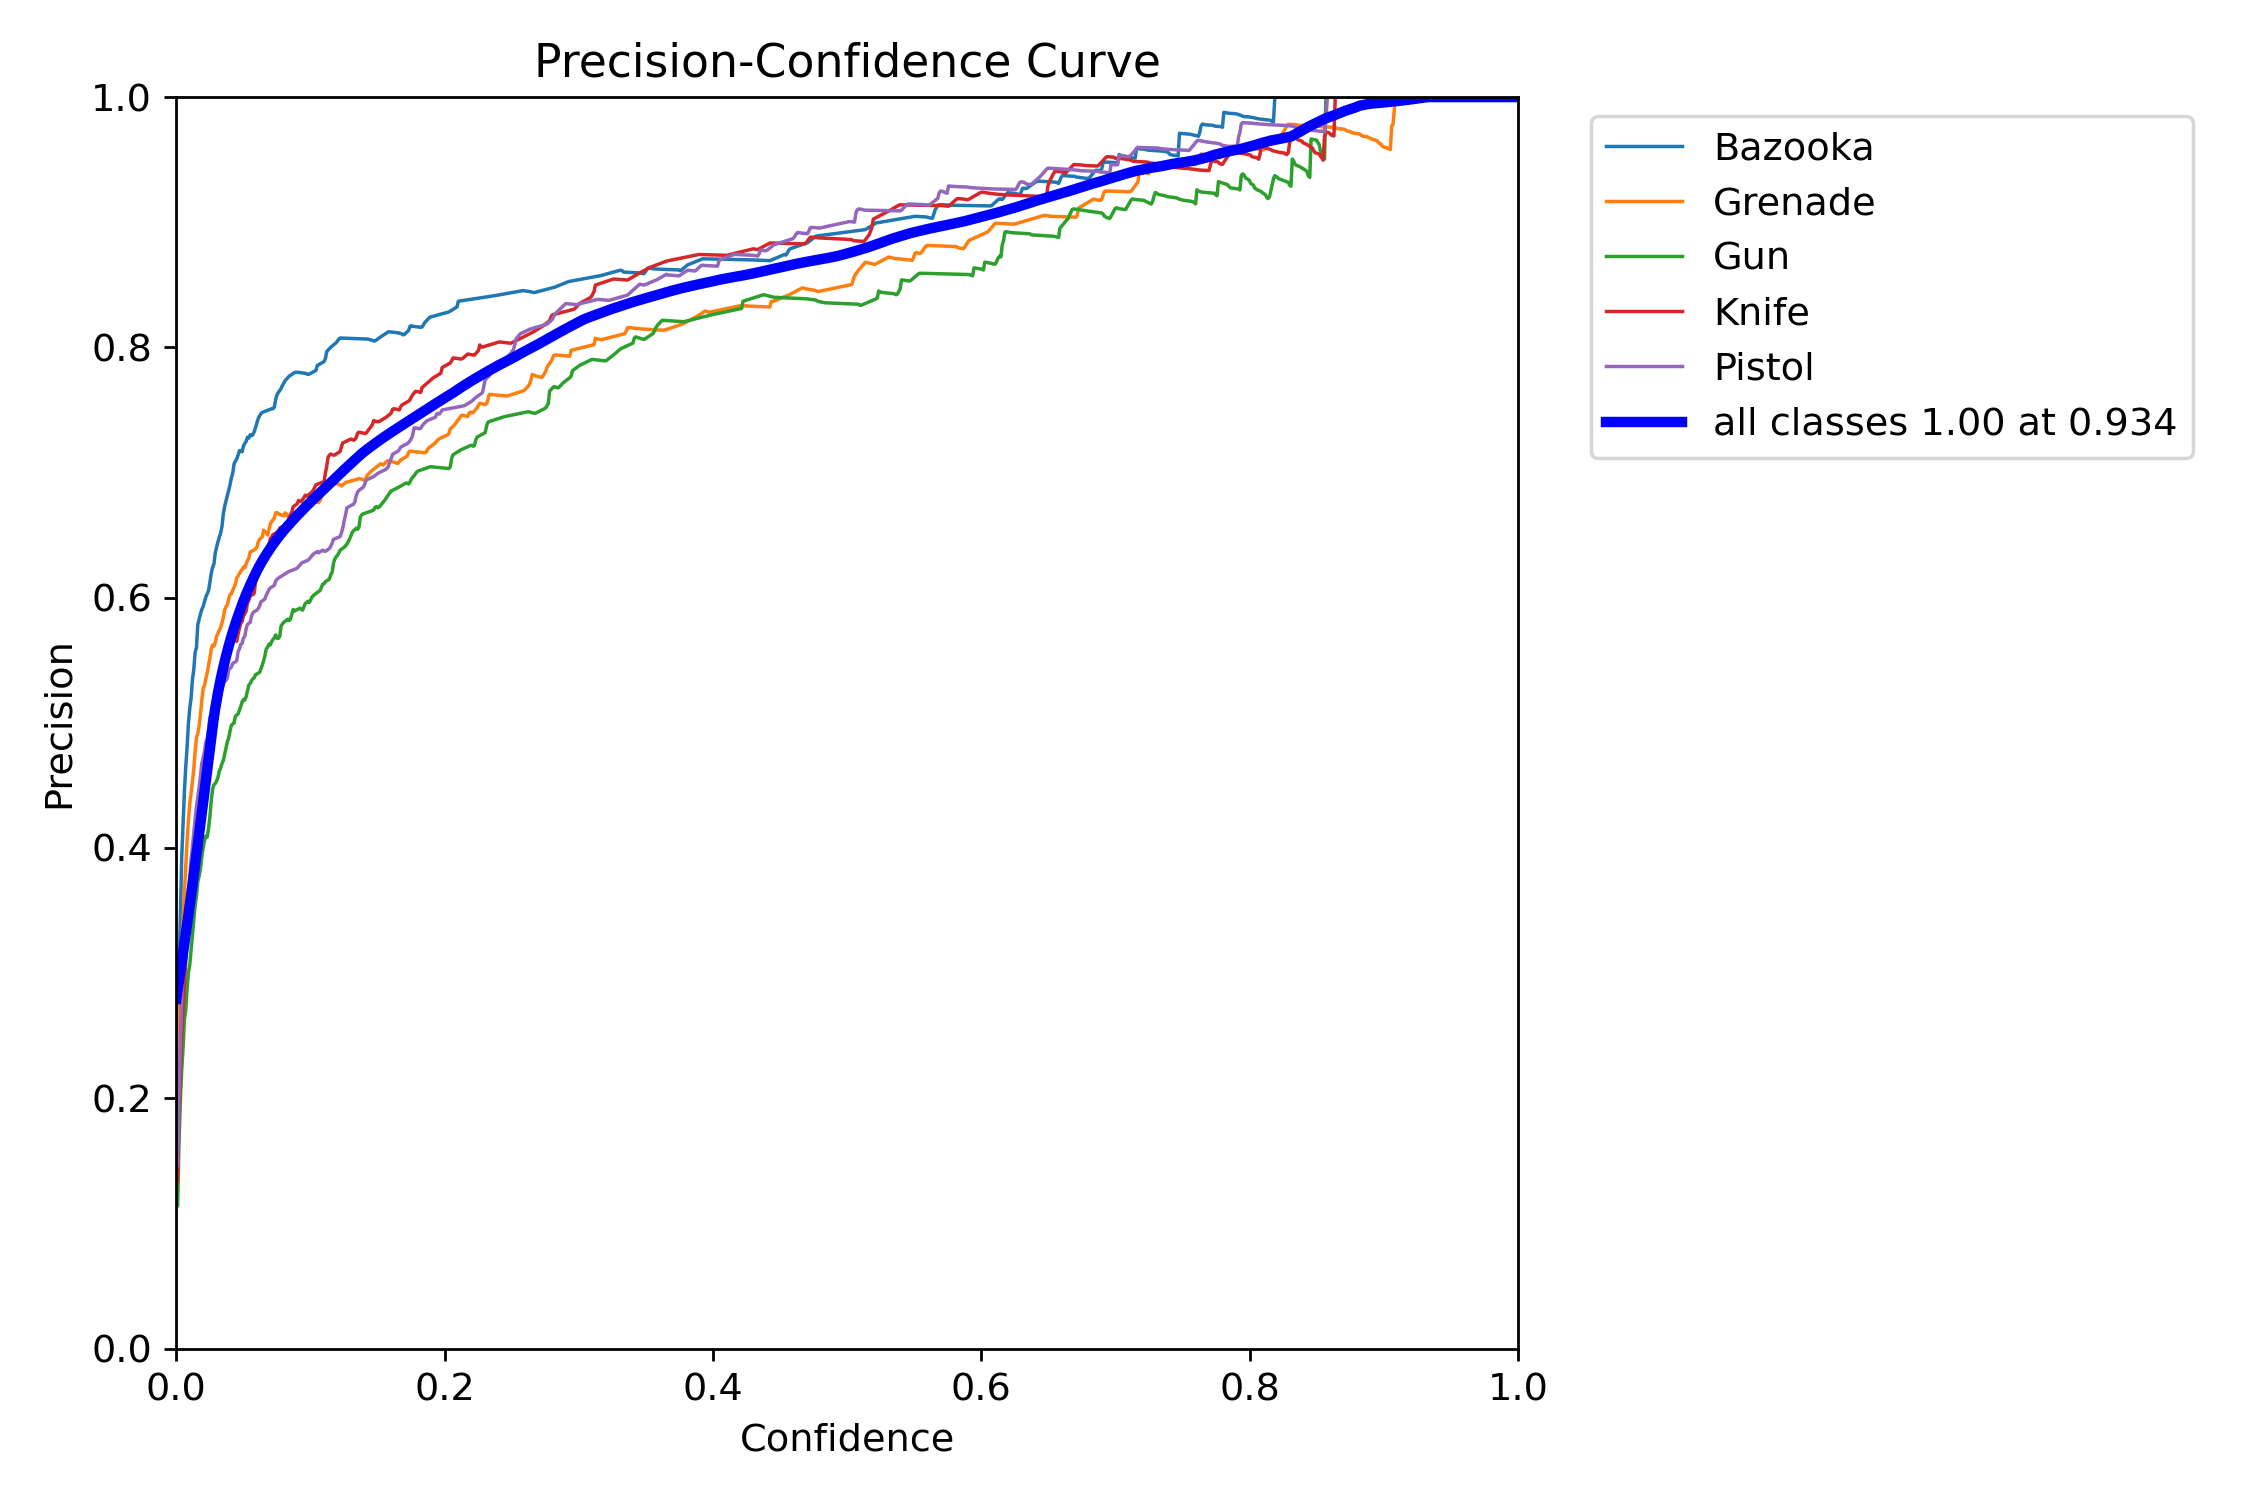 Precision-Confidence Curve
1.0
0.8
0.6
0.4
0.2
0.0
Precision
0.0 0.2 0.4 0.6 0.8 1.0
Confidence
Bazooka
Grenade
Gun
Knife
Pistol
all classes 1.00 at 0.934